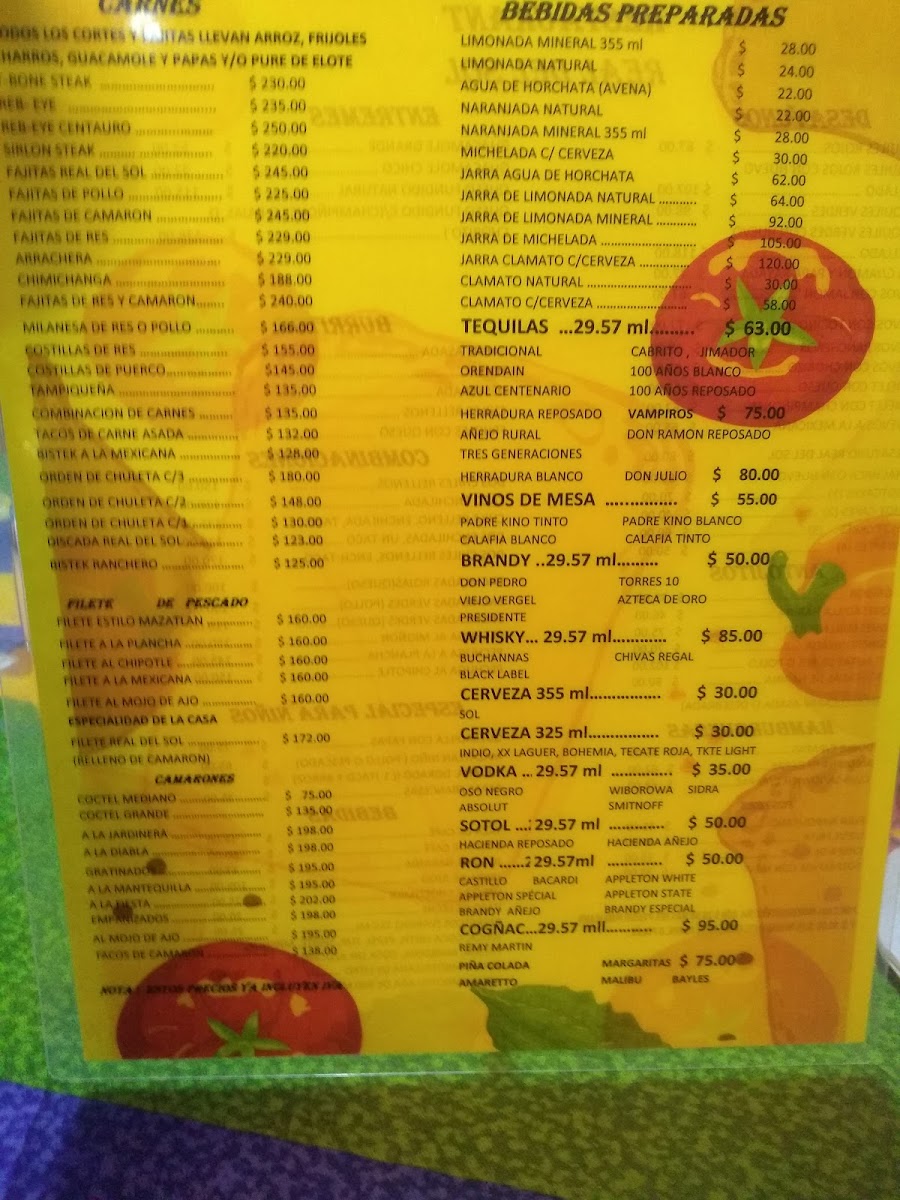 CARNES
ODOS LOS CORTES Y FAJITAS LLEVAN ARROZ, FRIJOLES
HARROS, GUACAMOLE Y PAPAS Y/O PURE DE ELOTE
T-BONE STEAK ........ $ 230.00
REB- EYE ........ $ 235.00
REB-EYE CENTAURO ........ $ 250.00
SIRLON STEAK ........ $ 220.00
FAJITAS REAL DEL SOL ........ $ 245.00
FAJITAS DE POLLO ........ $ 225.00
FAJITAS DE CAMARON ........ $ 245.00
FAJITAS DE RES ........ $ 229.00
ARRACHERA ........ $ 229.00
CHIMICHANGA ........ $ 188.00
FAJITAS DE RES Y CAMARON........ $ 240.00
MILANESA DE RES O POLLO ........ $ 166.00
COSTILLAS DE RES ........ $ 155.00
COSTILLAS DE PUERCO........ $145.00
TAMPIQUEÑA ........ $ 135.00
COMBINACION DE CARNES ........ $ 135.00
TACOS DE CARNE ASADA ........ $ 132.00
BISTEK A LA MEXICANA ........ $ 128.00
ORDEN DE CHULETA C/3 ........ $ 180.00
ORDEN DE CHULETA C/2 ........ $ 148.00
ORDEN DE CHULETA C/1 ........ $ 130.00
DISCADA REAL DEL SOL ........ $ 123.00
BISTEK RANCHERO ........ $ 125.00
FILETE DE PESCADO
FILETE ESTILO MAZATLAN ........ $ 160.00
FILETE A LA PLANCHA ........ $ 160.00
FILETE AL CHIPOTLE ........ $ 160.00
FILETE A LA MEXICANA ........ $ 160.00
FILETE AL MOJO DE AJO ........ $ 160.00
ESPECIALIDAD DE LA CASA
FILETE REAL DEL SOL ........ $ 172.00
(RELLENO DE CAMARON)
CAMARONES
COCTEL MEDIANO ........ $ 75.00
COCTEL GRANDE ........ $ 135.00
A LA JARDINERA ........ $ 198.00
A LA DIABLA ........ $ 198.00
GRATINADOS ........ $ 195.00
A LA MANTEQUILLA ........ $ 195.00
A LA FIESTA ........ $ 202.00
EMPANIZADOS ........ $ 198.00
AL MOJO DE AJO ........ $ 195.00
TACOS DE CAMARON ........ $ 138.00
NOTA: ESTOS PRECIOS YA INCLUYEN IVA
BEBIDAS PREPARADAS
LIMONADA MINERAL 355 ml $ 28.00
LIMONADA NATURAL $ 24.00
AGUA DE HORCHATA (AVENA) $ 22.00
NARANJADA NATURAL $ 22.00
NARANJADA MINERAL 355 ml $ 28.00
MICHELADA C/ CERVEZA $ 30.00
JARRA AGUA DE HORCHATA $ 62.00
JARRA DE LIMONADA NATURAL ........ $ 64.00
JARRA DE LIMONADA MINERAL ........ $ 92.00
JARRA DE MICHELADA ........ $ 105.00
JARRA CLAMATO C/CERVEZA ........ $ 120.00
CLAMATO NATURAL ........ $ 30.00
CLAMATO C/CERVEZA ........ $ 58.00
TEQUILAS ...29.57 ml......... $ 63.00
TRADICIONAL CABRITO , JIMADOR
ORENDAIN 100 AÑOS BLANCO
AZUL CENTENARIO 100 AÑOS REPOSADO
HERRADURA REPOSADO VAMPIROS $ 75.00
AÑEJO RURAL DON RAMON REPOSADO
TRES GENERACIONES
HERRADURA BLANCO DON JULIO $ 80.00
VINOS DE MESA ................ $ 55.00
PADRE KINO TINTO PADRE KINO BLANCO
CALAFIA BLANCO CALAFIA TINTO
BRANDY ..29.57 ml......... $ 50.00
DON PEDRO TORRES 10
VIEJO VERGEL AZTECA DE ORO
PRESIDENTE
WHISKY... 29.57 ml............ $ 85.00
BUCHANNAS CHIVAS REGAL
BLACK LABEL
CERVEZA 355 ml................ $ 30.00
SOL
CERVEZA 325 ml................ $ 30.00
INDIO, XX LAGUER, BOHEMIA, TECATE ROJA, TKTE LIGHT
VODKA ... 29.57 ml .............. $ 35.00
OSO NEGRO WIBOROWA SIDRA
ABSOLUT SMITNOFF
SOTOL ...:29.57 ml ............. $ 50.00
HACIENDA REPOSADO HACIENDA AÑEJO
RON ......:29.57ml ............. $ 50.00
CASTILLO BACARDI APPLETON WHITE
APPLETON SPECIAL APPLETON STATE
BRANDY AÑEJO BRANDY ESPECIAL
COGÑAC...29.57 mll........... $ 95.00
REMY MARTIN
PIÑA COLADA MARGARITAS $ 75.00
AMARETTO MALIBU BAYLES